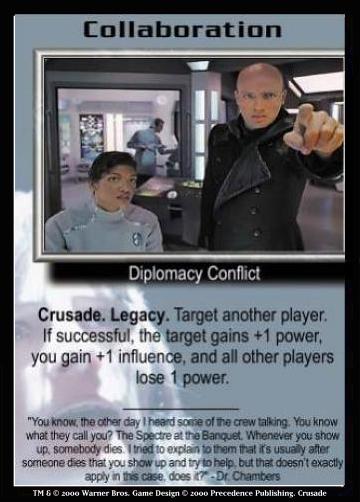 Collaboration
Diplomacy Conflict
Crusade. Legacy. Target another player.
If successful, the target gains +1 power,
you gain +1 influence, and all other players
lose 1 power.
"You know, the other day I heard some of the crew talking. You know
what they call you? The Spectre at the Banquet. Whenever you show
up, somebody dies. I tried to explain to them that it's usually after
someone dies that you show up and try to help, but that doesn't exactly
apply in this case, does it?" - Dr. Chambers
TM & © 2000 Warner Bros. Game Design © 2000 Precedence Publishing. Crusade